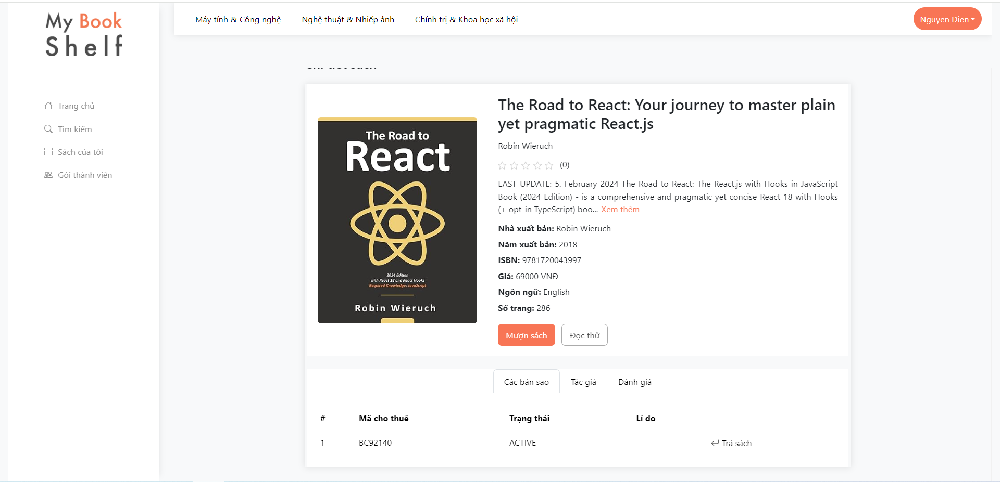 My Book
Shelf
Máy tính & Công nghệ
Nghệ thuật & Nhiếp ảnh
Chính trị & Khoa học xã hội
Nguyen Dien
Trang chủ
Tìm kiếm
Sách của tôi
Gói thành viên
Chi tiết sách
The Road to
React
2024 Edition
with React 18 and React Hooks
Required Knowledge: JavaScript
Robin Wieruch
The Road to React: Your journey to master plain
yet pragmatic React.js
Robin Wieruch
(0)
LAST UPDATE: 5. February 2024 The Road to React: The React.js with Hooks in JavaScript
Book (2024 Edition) - is a comprehensive and pragmatic yet concise React 18 with Hooks
(+ opt-in TypeScript) boo... Xem thêm
Nhà xuất bản: Robin Wieruch
Năm xuất bản: 2018
ISBN: 9781720043997
Giá: 69000 VNĐ
Ngôn ngữ: English
Số trang: 286
Mượn sách
Đọc thử
Các bản sao
Tác giả
Đánh giá
# Mã cho thuê Trạng thái Lí do
1 BC92140 ACTIVE Trả sách